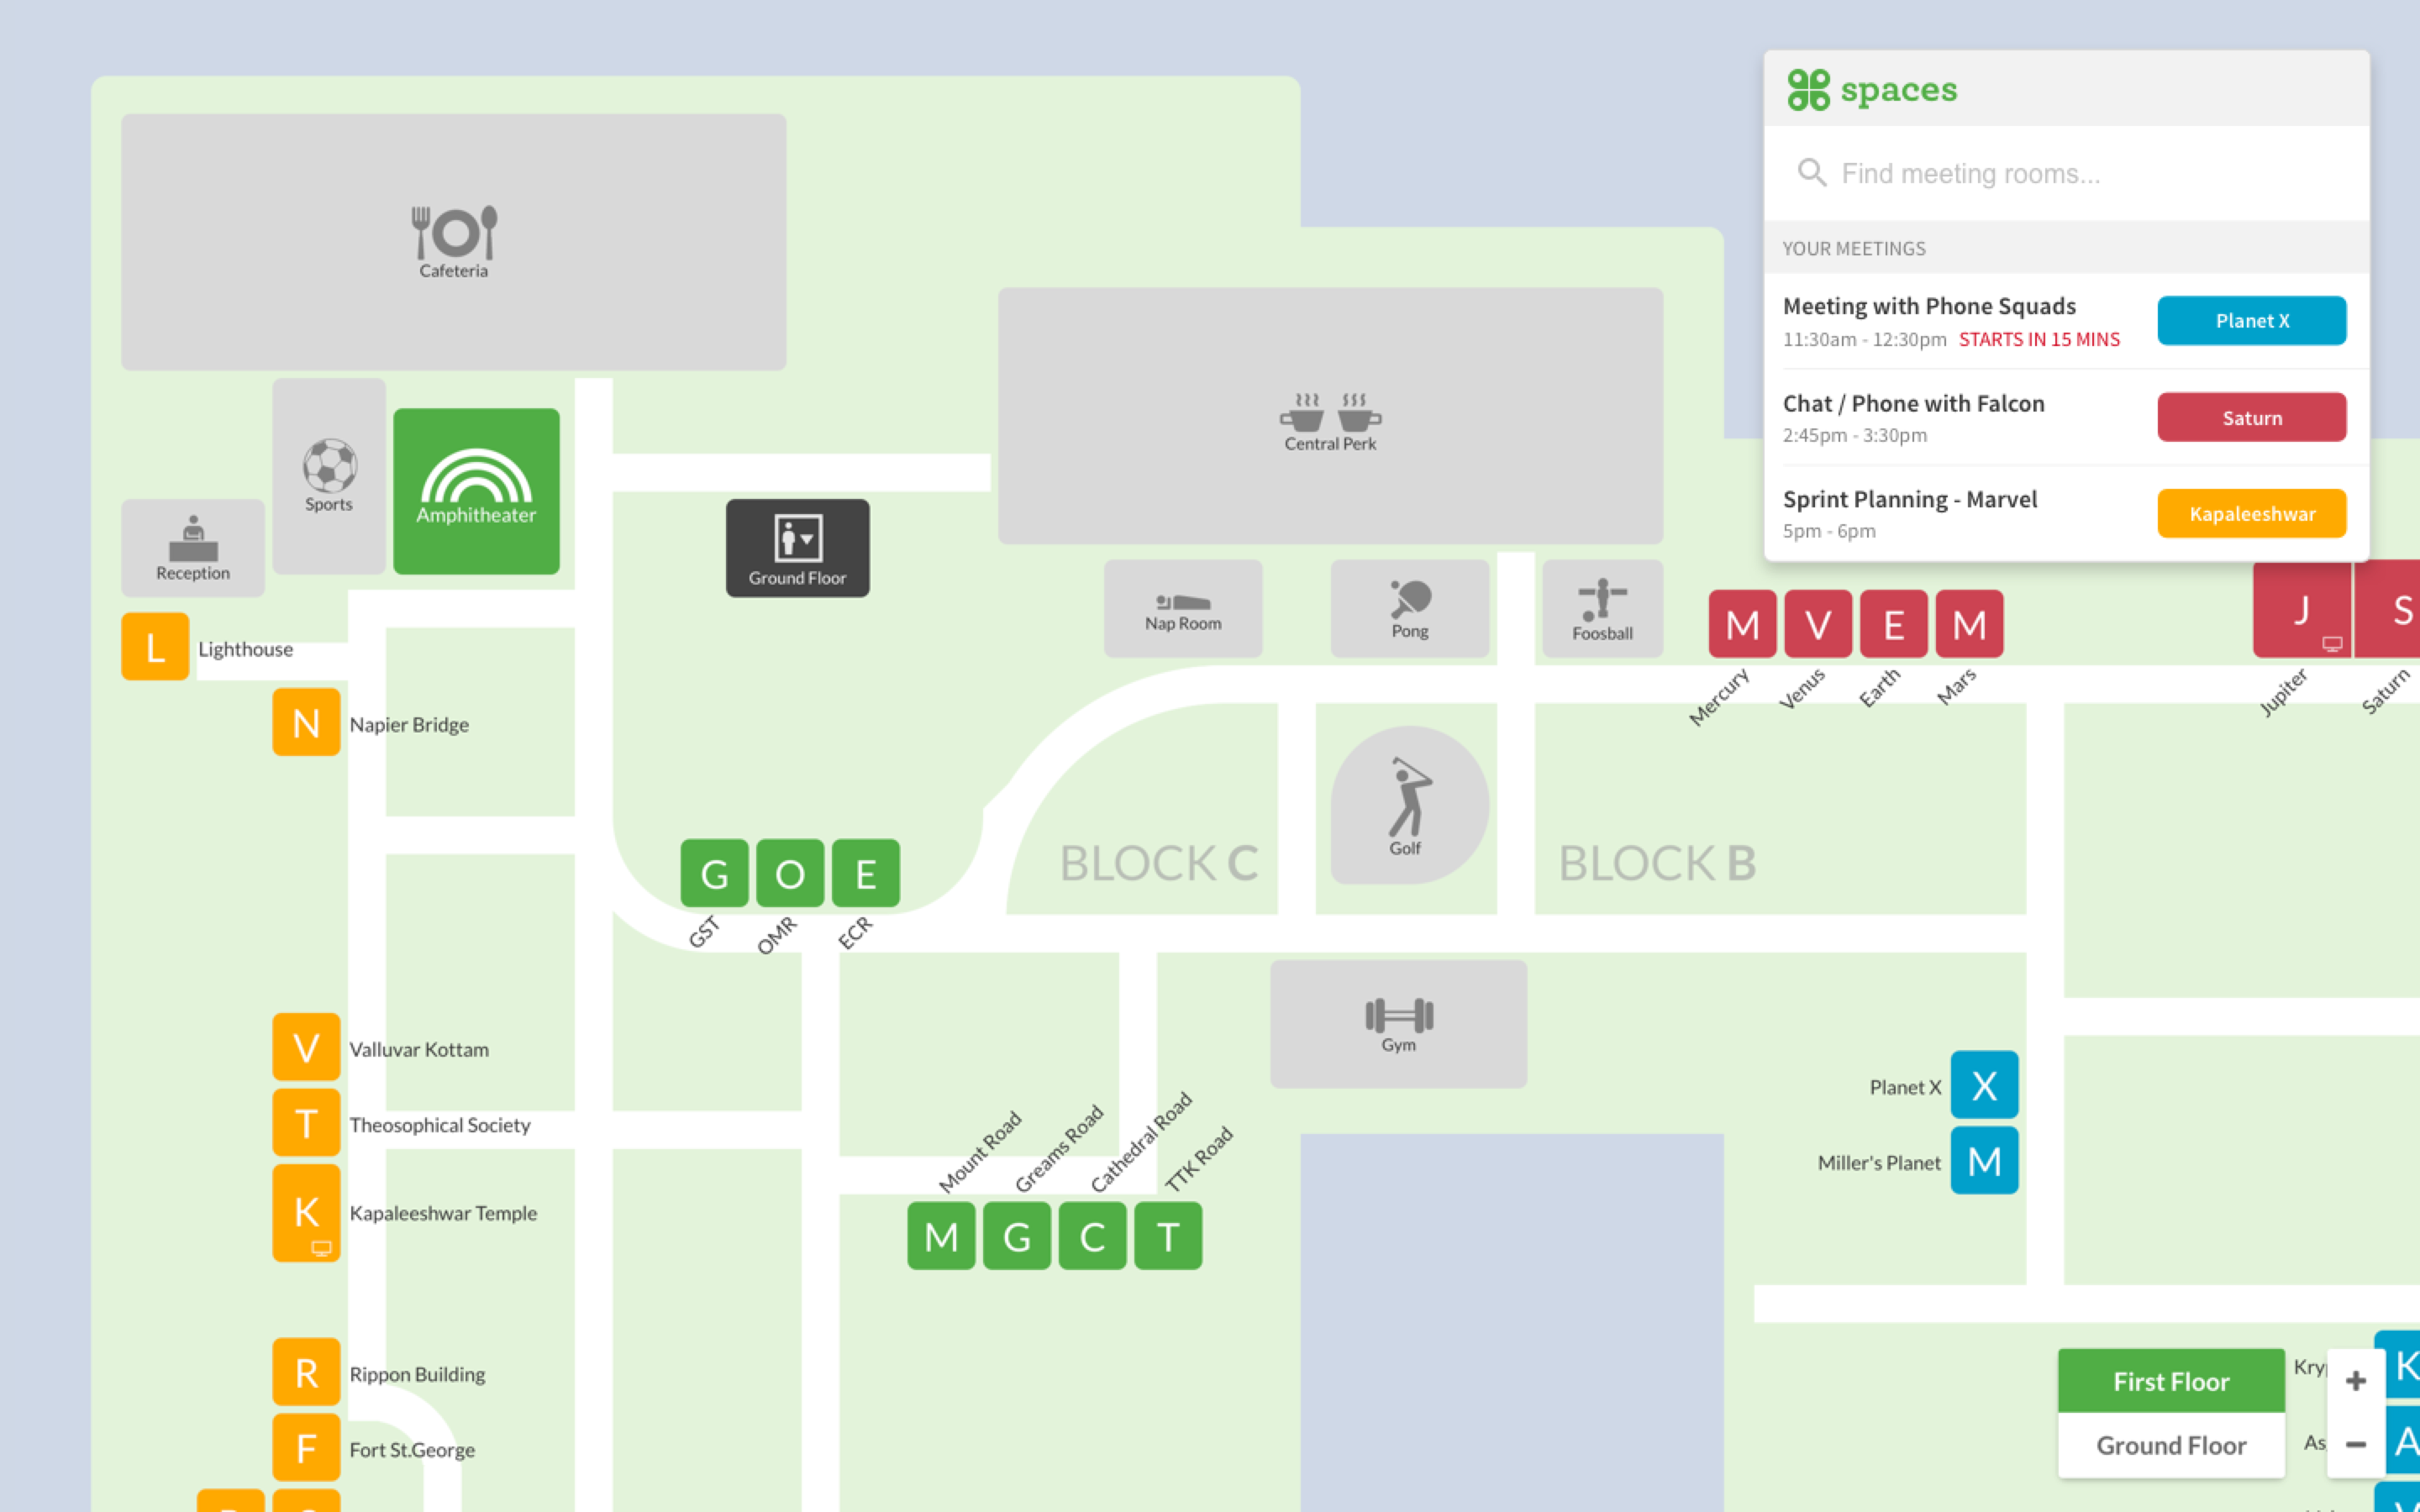 spaces
Find meeting rooms...
YOUR MEETINGS
Meeting with Phone Squads
11:30am - 12:30pm STARTS IN 15 MINS
Planet X
Chat / Phone with Falcon
2:45pm - 3:30pm
Saturn
Sprint Planning - Marvel
5pm - 6pm
Kapaleeshwar
Cafeteria
Central Perk
Sports
Amphitheater
Reception
Ground Floor
Nap Room
Pong
Foosball
L
Lighthouse
M
V
E
M
J
S
Mercury
Venus
Earth
Mars
Jupiter
Saturn
N
Napier Bridge
Golf
BLOCK C
BLOCK B
G
O
E
GST
OMR
ECR
Gym
V
Valluvar Kottam
T
Theosophical Society
K
Kapaleeshwar Temple
Mount Road
Greams Road
Cathedral Road
TTK Road
M
G
C
T
Planet X
X
Miller's Planet
M
R
Rippon Building
F
Fort St.George
First Floor
Ground Floor
Kry
+
K
As
−
A